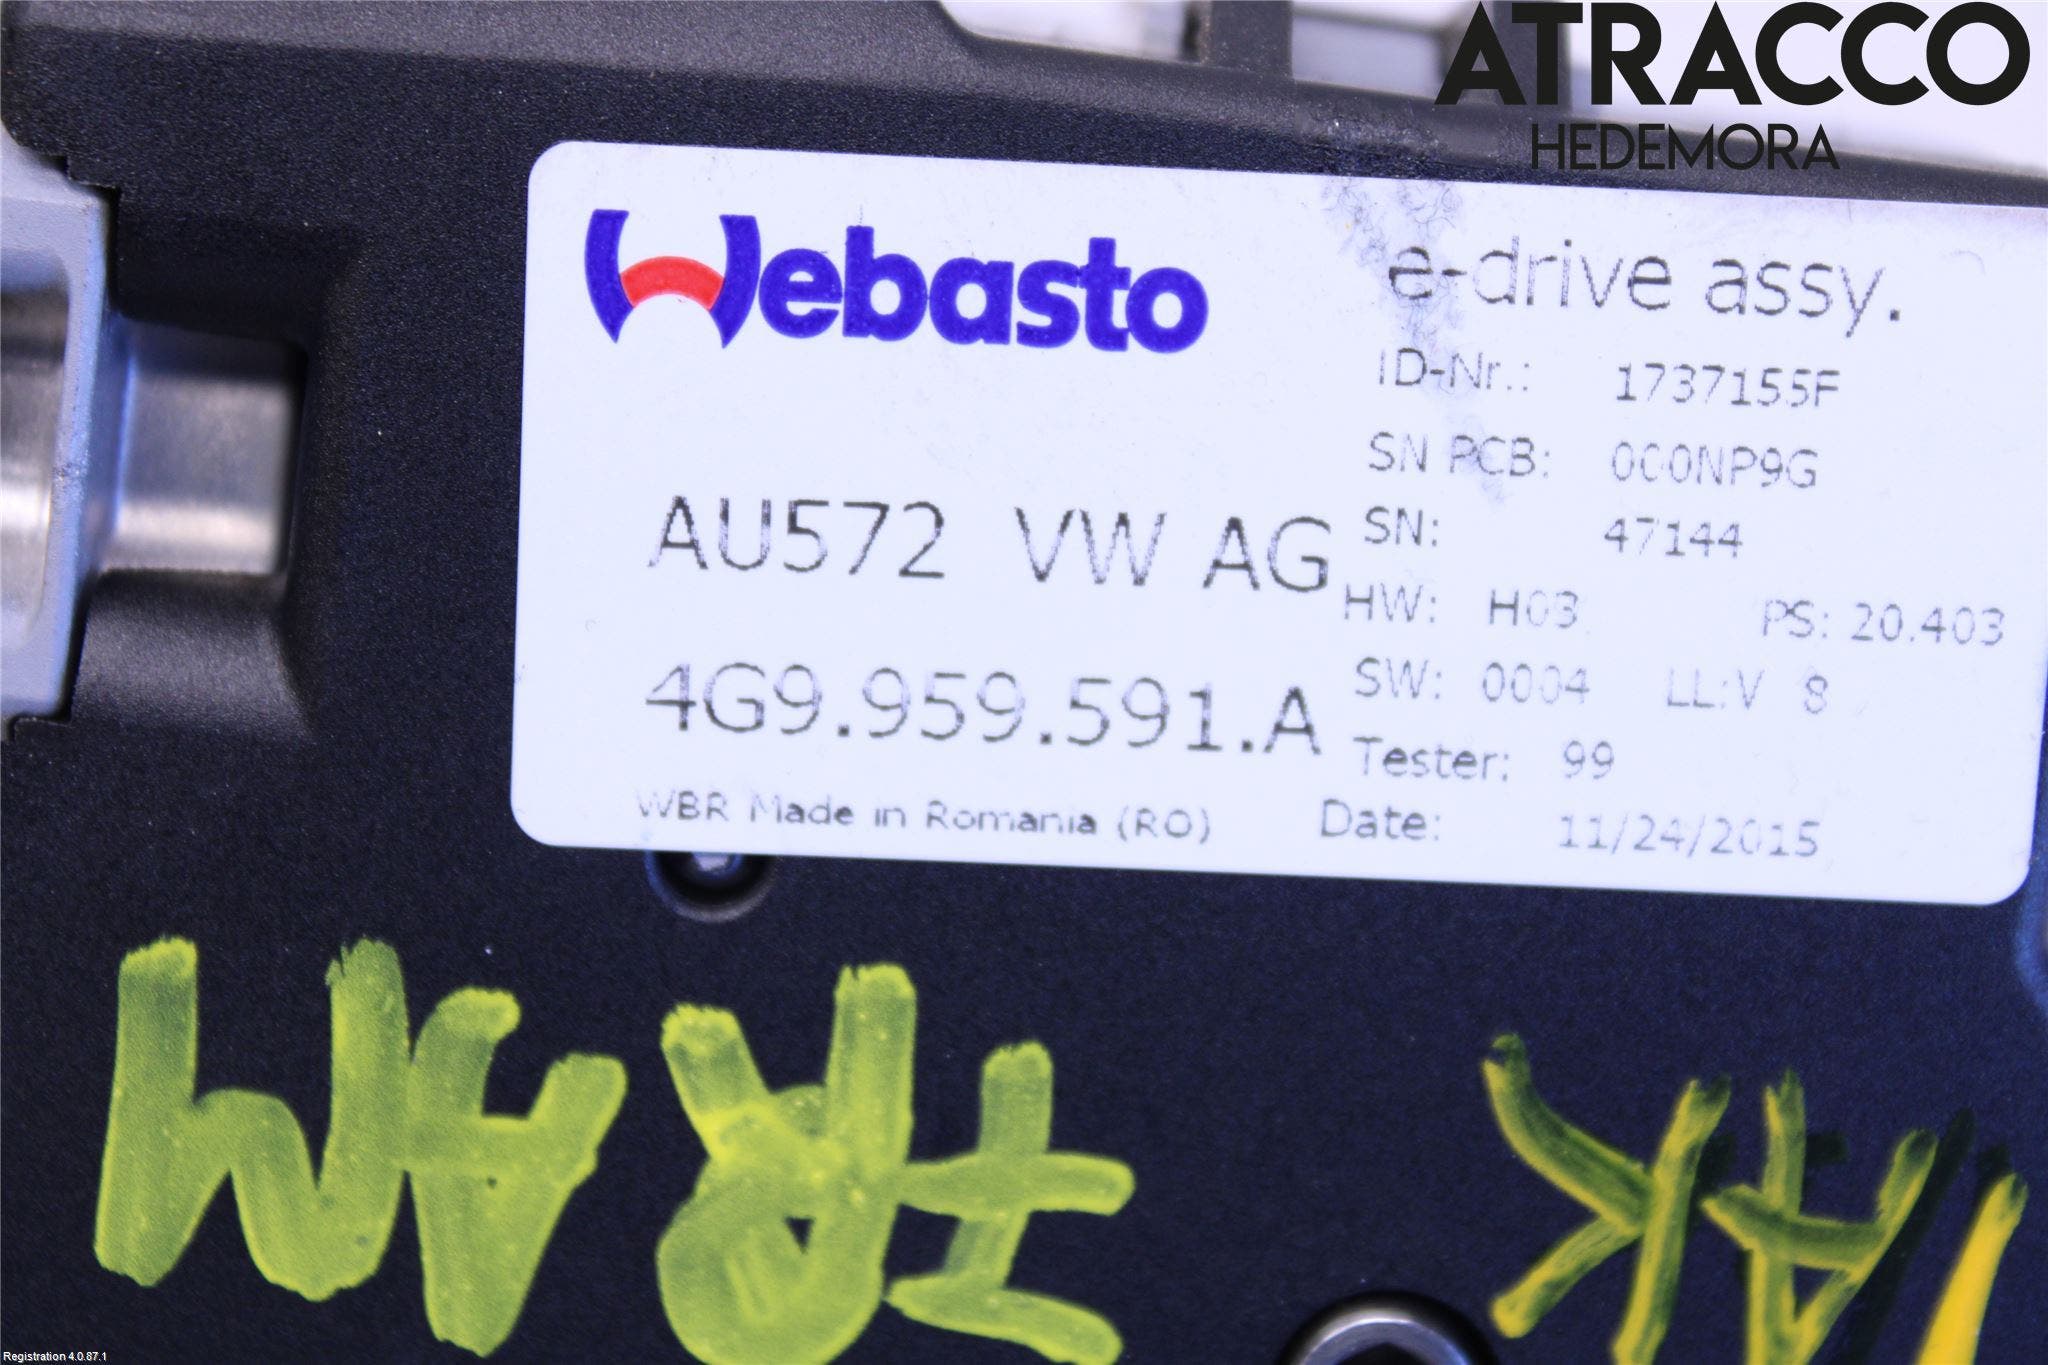 ATRACCO
HEDEMORA
Webasto
e-drive assy.
ID-Nr.: 1737155F
SN PCB: 000NP9G
AU572 VW AG
SN: 47144
HW: H03 PS: 20.403
4G9.959.591.A
SW: 0004 LL:V 8
Tester: 99
WBR Made in Romania (RO)
Date: 11/24/2015
Registration 4.0.87.1